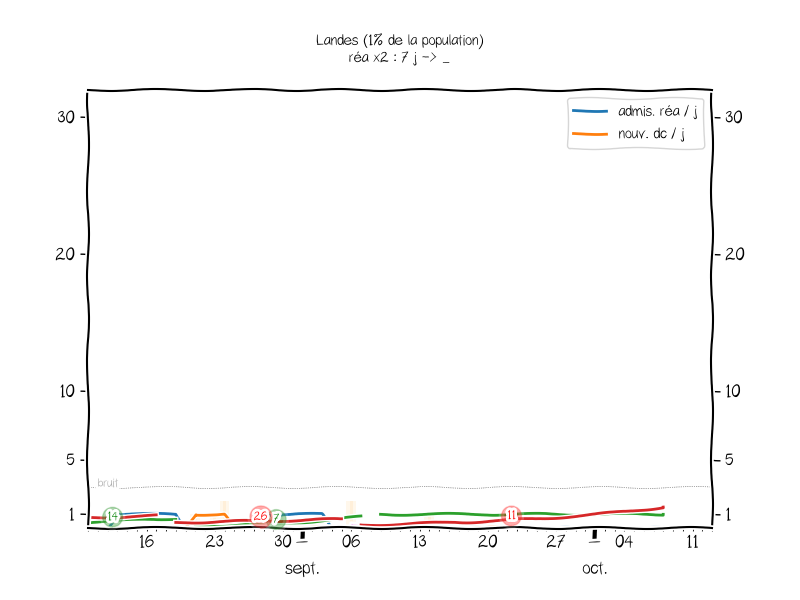 Landes (1% de la population)
réa x2 : 7 j -> _
admis. réa / j
nouv. dc / j
30 30
20 20
10 10
5 5
bruit
1 1
14 26 7 11
16 23 30 06 13 20 27 04 11
sept. oct.